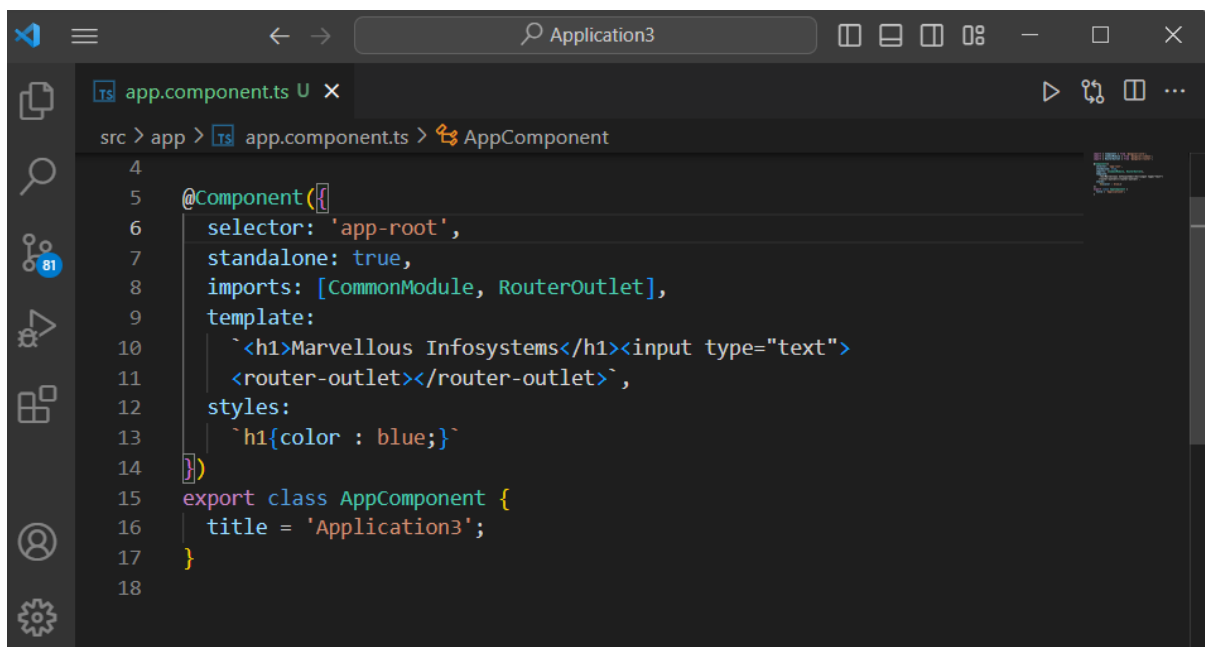 Application3
TS app.component.ts U
src > app > TS app.component.ts > AppComponent
4
5 @Component({
6 selector: 'app-root',
7 standalone: true,
8 imports: [CommonModule, RouterOutlet],
9 template:
10 `<h1>Marvellous Infosystems</h1><input type="text">
11 <router-outlet></router-outlet>`,
12 styles:
13 `h1{color : blue;}`
14 })
15 export class AppComponent {
16 title = 'Application3';
17 }
18
81